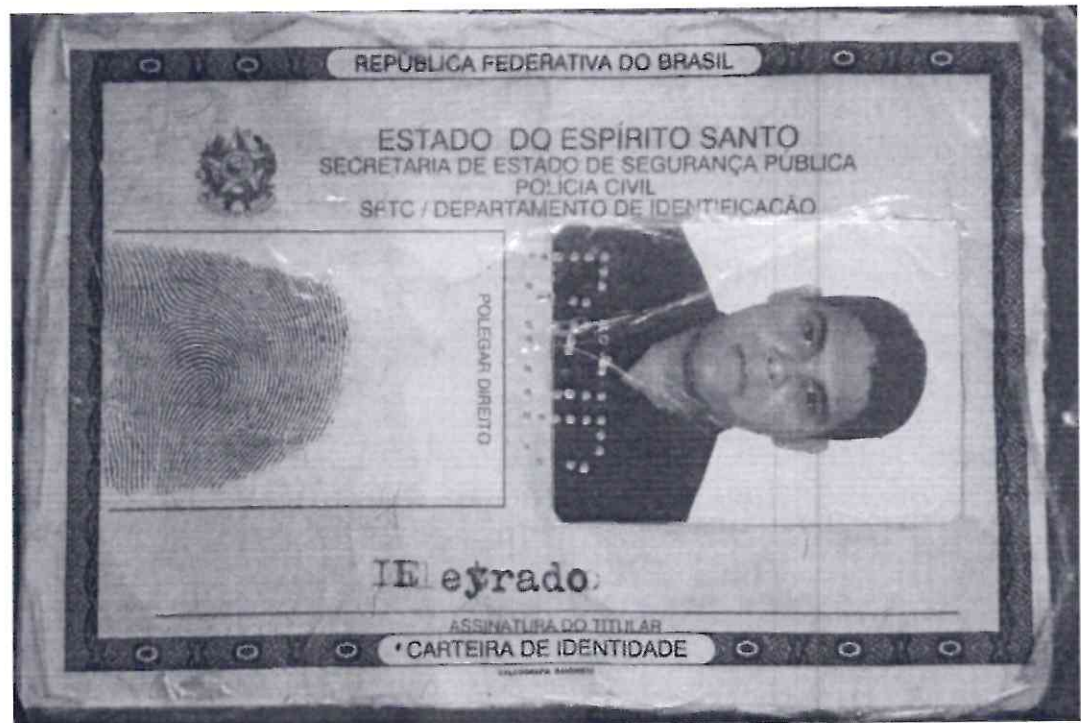 REPÚBLICA FEDERATIVA DO BRASIL
ESTADO DO ESPÍRITO SANTO
SECRETARIA DE ESTADO DE SEGURANÇA PÚBLICA
POLÍCIA CIVIL
SPTC / DEPARTAMENTO DE IDENTIFICAÇÃO
POLEGAR DIREITO
ASSINATURA DO TITULAR
CARTEIRA DE IDENTIDADE